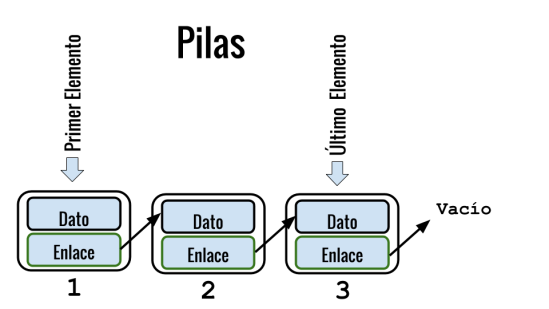 Pilas
Primer Elemento
Último Elemento
Dato
Enlace
1
Dato
Enlace
2
Dato
Enlace
3
Vacío